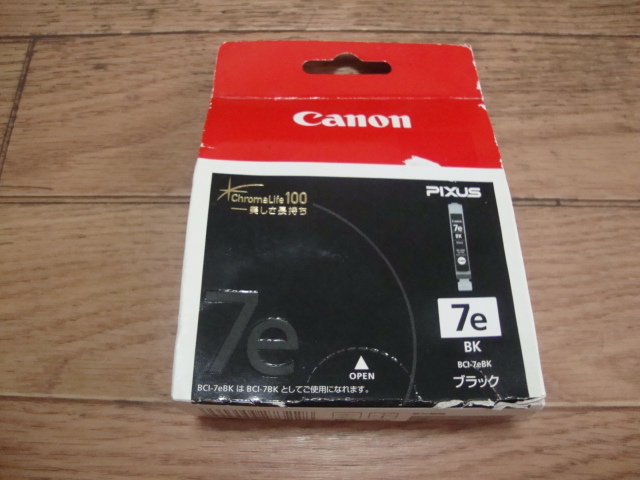 Canon
ChromaLife100
美しさ長持ち
PIXUS
7e
BK
7e
7e
BK
BCI-7eBK
ブラック
OPEN
BCI-7eBK は BCI-7BK としてご使用になれます。